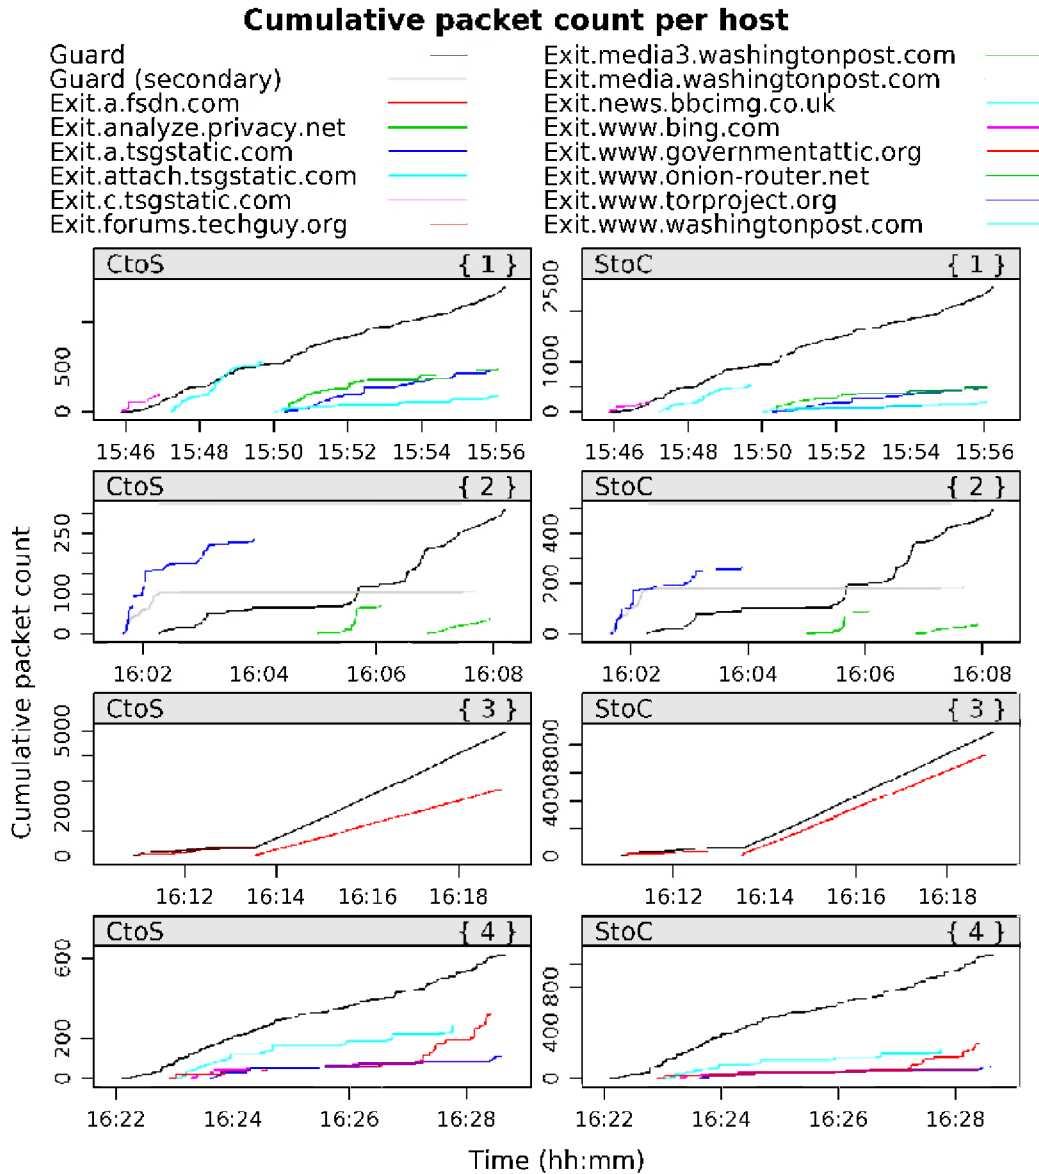 Cumulative packet count per host
Guard
Guard (secondary)
Exit.a.fsdn.com
Exit.analyze.privacy.net
Exit.a.tsgstatic.com
Exit.attach.tsgstatic.com
Exit.c.tsgstatic.com
Exit.forums.techguy.org
Exit.media3.washingtonpost.com
Exit.media.washingtonpost.com
Exit.news.bbcimg.co.uk
Exit.www.bing.com
Exit.www.governmentattic.org
Exit.www.onion-router.net
Exit.www.torproject.org
Exit.www.washingtonpost.com
Cumulative packet count
CtoS { 1 }
500
0
15:46 15:48 15:50 15:52 15:54 15:56
StoC { 1 }
2500
1000
0
15:46 15:48 15:50 15:52 15:54 15:56
CtoS { 2 }
250
100
0
16:02 16:04 16:06 16:08
StoC { 2 }
400
200
0
16:02 16:04 16:06 16:08
CtoS { 3 }
5000
2000
0
16:12 16:14 16:16 16:18
StoC { 3 }
8000
4000
0
16:12 16:14 16:16 16:18
CtoS { 4 }
600
200
0
16:22 16:24 16:26 16:28
StoC { 4 }
800
400
0
16:22 16:24 16:26 16:28
Time (hh:mm)